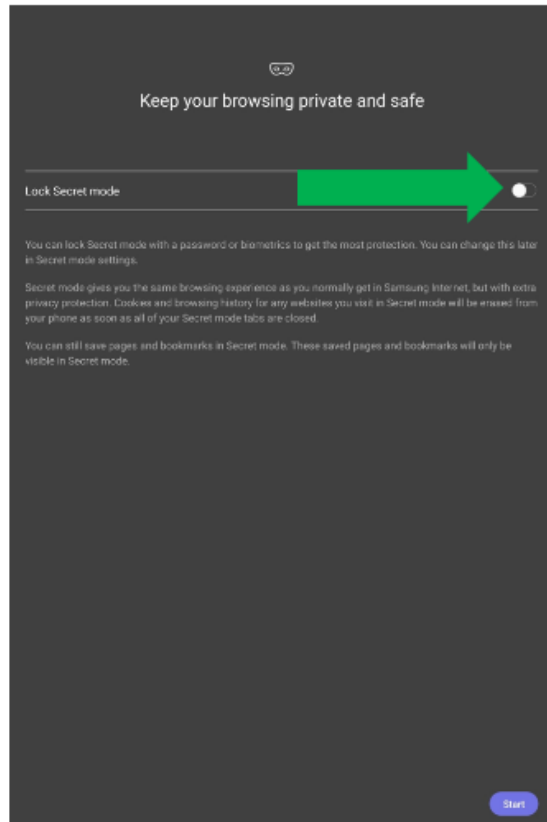 Keep your browsing private and safe
Lock Secret mode
You can lock Secret mode with a password or biometrics to get the most protection. You can change this later
in Secret mode settings.
Secret mode gives you the same browsing experience as you normally get in Samsung Internet, but with extra
privacy protection. Cookies and browsing history for any websites you visit in Secret mode will be erased from
your phone as soon as all of your Secret mode tabs are closed.
You can still save pages and bookmarks in Secret mode. These saved pages and bookmarks will only be
visible in Secret mode.
Start